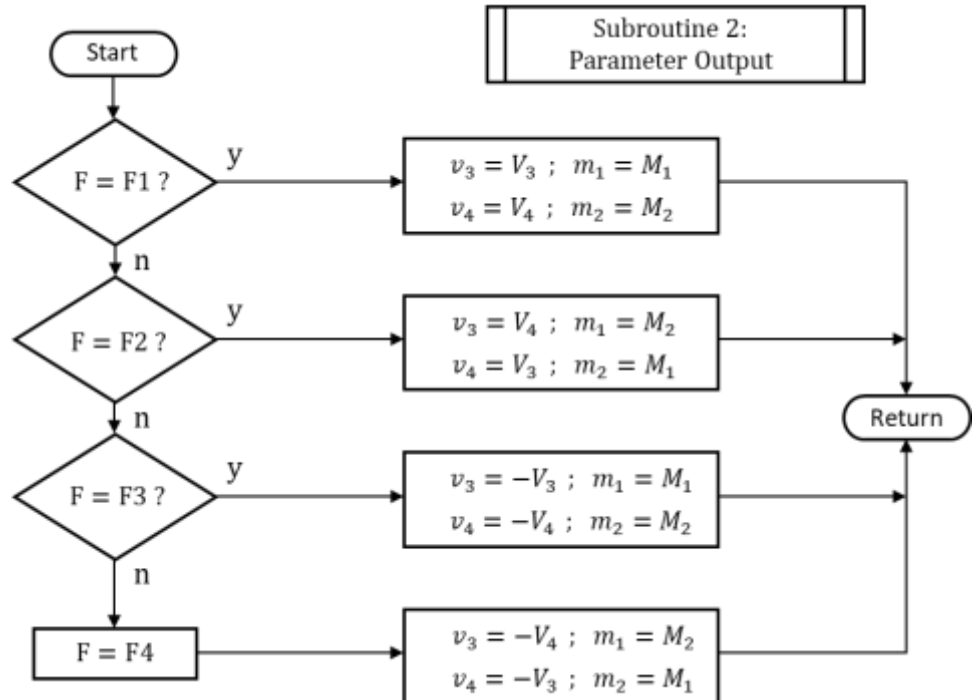 Start
Subroutine 2:
Parameter Output
F = F1 ?
y
v₃ = V₃ ; m₁ = M₁
v₄ = V₄ ; m₂ = M₂
n
F = F2 ?
y
v₃ = V₄ ; m₁ = M₂
v₄ = V₃ ; m₂ = M₁
Return
n
F = F3 ?
y
v₃ = −V₃ ; m₁ = M₁
v₄ = −V₄ ; m₂ = M₂
n
F = F4
v₃ = −V₄ ; m₁ = M₂
v₄ = −V₃ ; m₂ = M₁